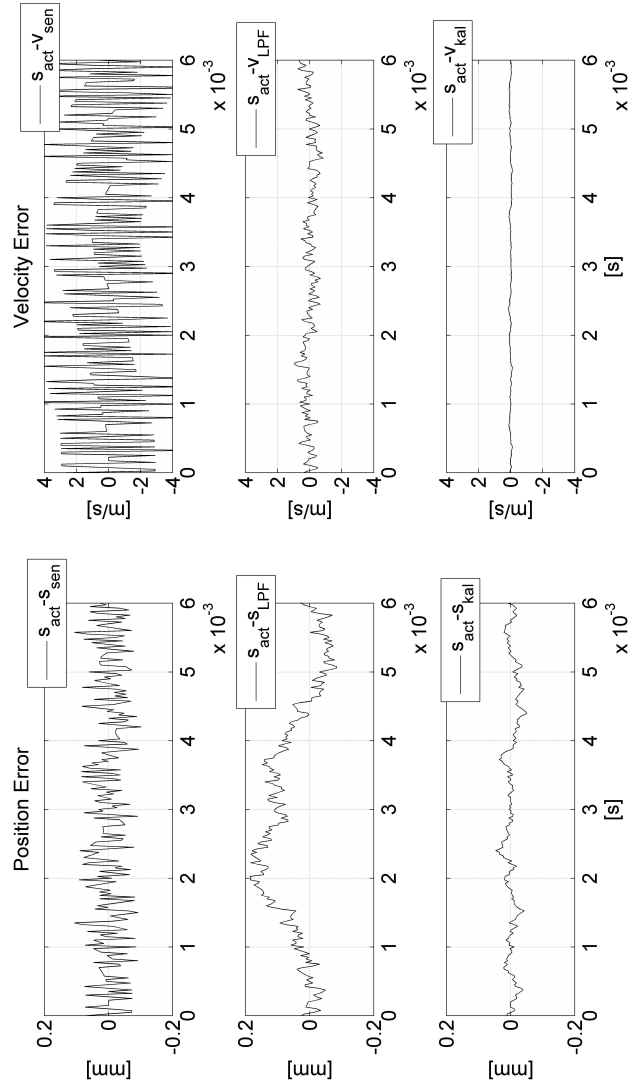 Position Error
s_act-s_sen
0.2
0
-0.2
[mm]
0 1 2 3 4 5 6
x 10^-3
s_act-s_LPF
0.2
0
-0.2
[mm]
0 1 2 3 4 5 6
x 10^-3
s_act-s_kal
0.2
0
-0.2
[mm]
0 1 2 3 4 5 6
x 10^-3
[s]
Velocity Error
s_act-v_sen
4
2
0
-2
-4
[m/s]
0 1 2 3 4 5 6
x 10^-3
s_act-v_LPF
4
2
0
-2
-4
[m/s]
0 1 2 3 4 5 6
x 10^-3
s_act-v_kal
4
2
0
-2
-4
[m/s]
0 1 2 3 4 5 6
x 10^-3
[s]